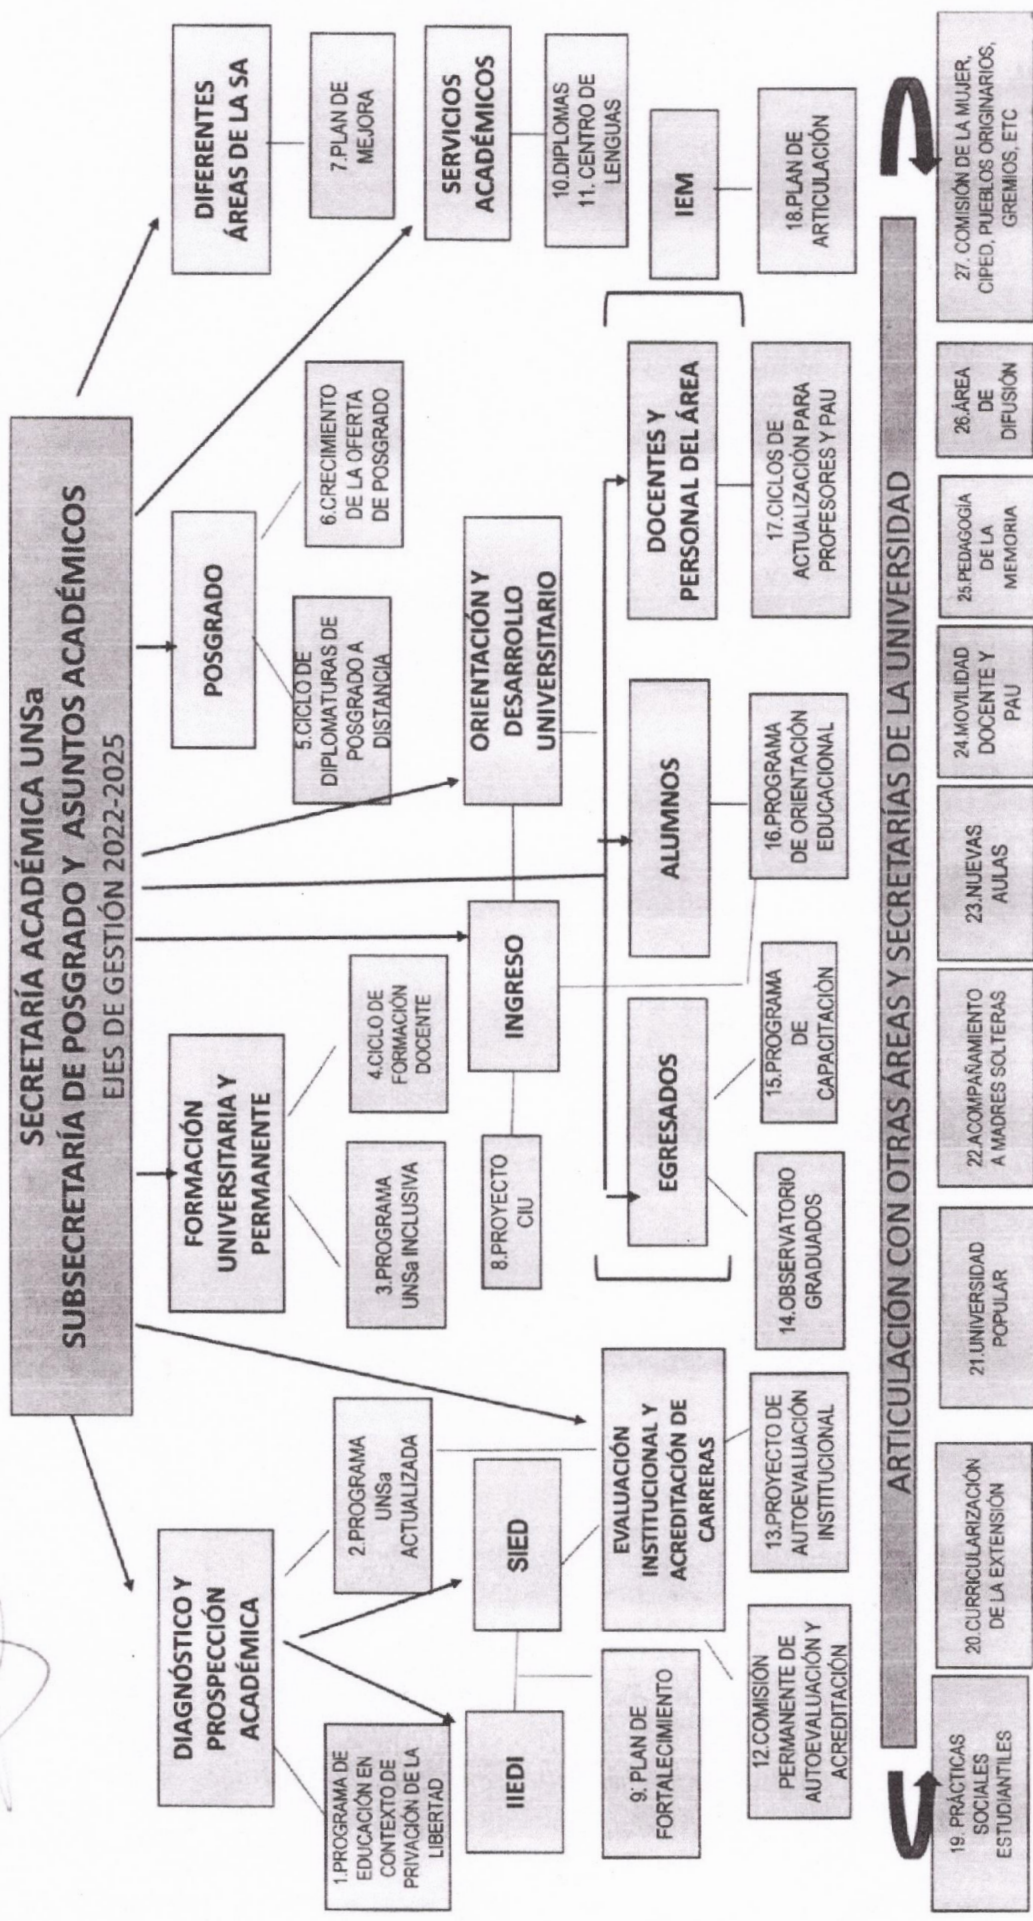 SECRETARÍA ACADÉMICA UNSa
SUBSECRETARÍA DE POSGRADO Y ASUNTOS ACADÉMICOS
EJES DE GESTIÓN 2022-2025
DIAGNÓSTICO Y
PROSPECCIÓN
ACADÉMICA
FORMACIÓN
UNIVERSITARIA Y
PERMANENTE
POSGRADO
DIFERENTES
ÁREAS DE LA SA
1.PROGRAMA DE
EDUCACIÓN EN
CONTEXTO DE
PRIVACIÓN DE LA
LIBERTAD
2.PROGRAMA
UNSa
ACTUALIZADA
3.PROGRAMA
UNSa INCLUSIVA
4.CICLO DE
FORMACIÓN
DOCENTE
5.CICLO DE
DIPLOMATURAS DE
POSGRADO A
DISTANCIA
6.CRECIMIENTO
DE LA OFERTA
DE POSGRADO
7.PLAN DE
MEJORA
IIEDI
SIED
8.PROYECTO
CIU
INGRESO
ORIENTACIÓN Y
DESARROLLO
UNIVERSITARIO
SERVICIOS
ACADÉMICOS
9. PLAN DE
FORTALECIMIENTO
EVALUACIÓN
INSTITUCIONAL Y
ACREDITACIÓN DE
CARRERAS
10.DIPLOMAS
11. CENTRO DE
LENGUAS
EGRESADOS
ALUMNOS
DOCENTES Y
PERSONAL DEL ÁREA
IEM
12.COMISIÓN
PERMANENTE DE
AUTOEVALUACIÓN Y
ACREDITACIÓN
13.PROYECTO DE
AUTOEVALUACIÓN
INSTITUCIONAL
14.OBSERVATORIO
GRADUADOS
15.PROGRAMA
DE
CAPACITACIÓN
16.PROGRAMA
DE ORIENTACIÓN
EDUCACIONAL
17.CICLOS DE
ACTUALIZACIÓN PARA
PROFESORES Y PAU
18.PLAN DE
ARTICULACIÓN
ARTICULACIÓN CON OTRAS ÁREAS Y SECRETARÍAS DE LA UNIVERSIDAD
19. PRÁCTICAS
SOCIALES
ESTUDIANTILES
20.CURRICULARIZACIÓN
DE LA EXTENSIÓN
21.UNIVERSIDAD
POPULAR
22.ACOMPAÑAMIENTO
A MADRES SOLTERAS
23.NUEVAS
AULAS
24.MOVILIDAD
DOCENTE Y
PAU
25.PEDAGOGÍA
DE LA
MEMORIA
26.ÁREA
DE
DIFUSIÓN
27. COMISIÓN DE LA MUJER,
CIPED, PUEBLOS ORIGINARIOS,
GREMIOS, ETC